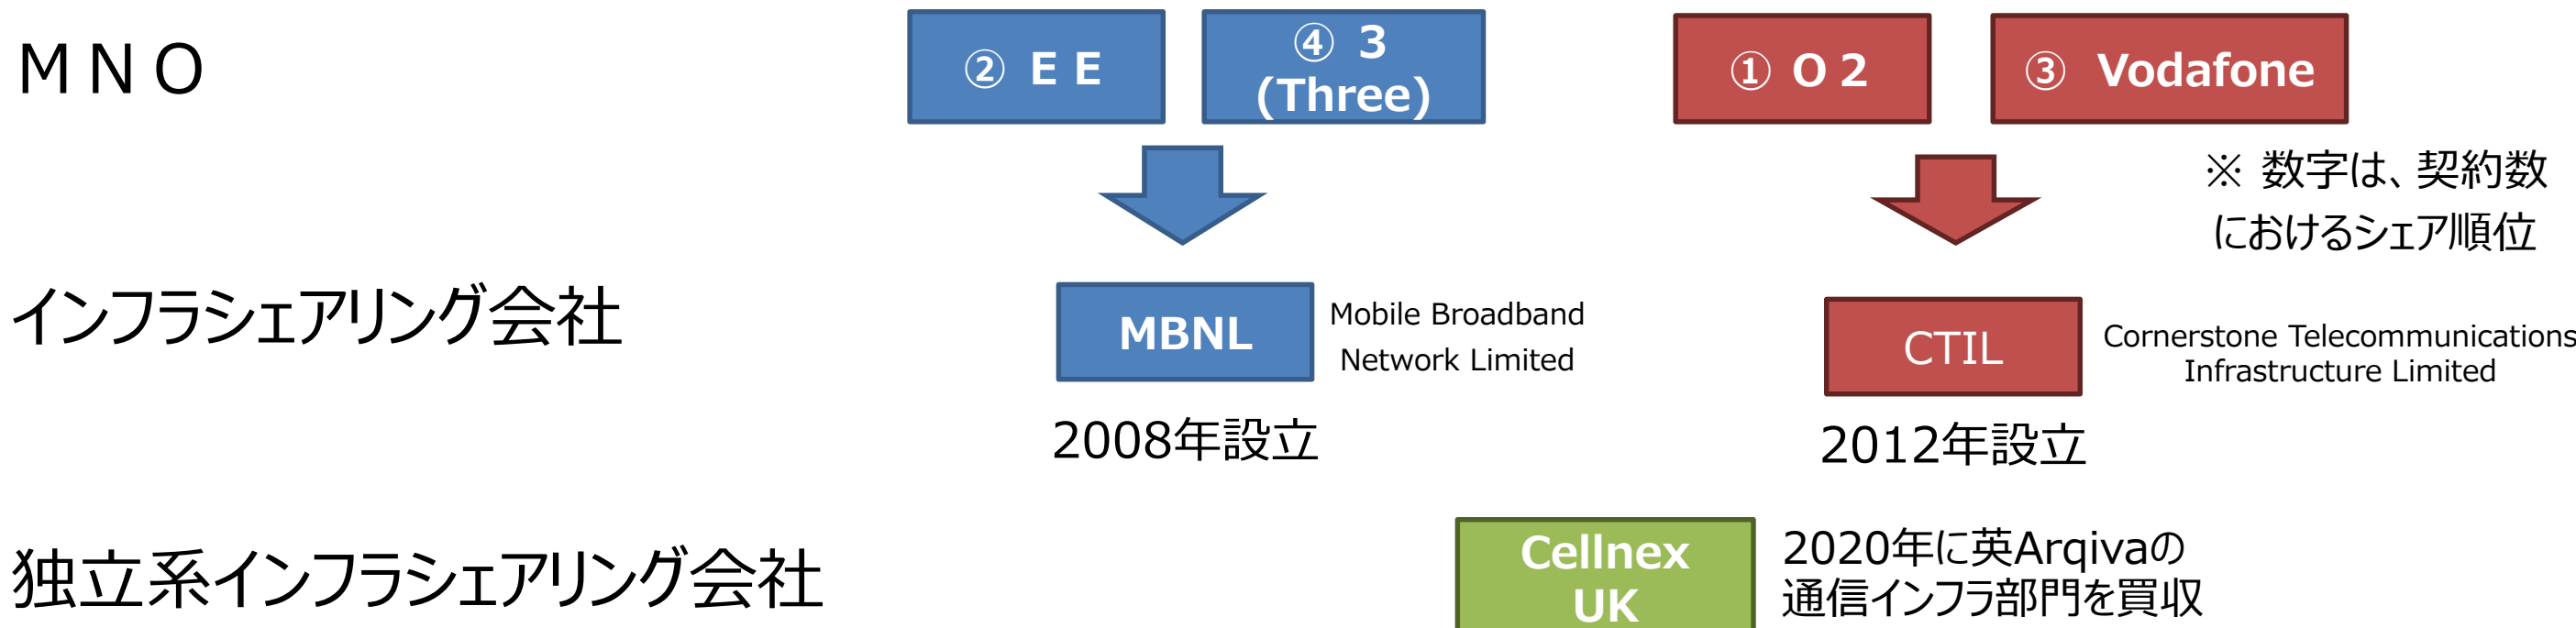 ＭＮＯ
② ＥＥ
④ 3
(Three)
① Ｏ２
③ Vodafone
※ 数字は、契約数
におけるシェア順位
インフラシェアリング会社
MBNL
Mobile Broadband
Network Limited
CTIL
Cornerstone Telecommunications
Infrastructure Limited
2008年設立
2012年設立
独立系インフラシェアリング会社
Cellnex
UK
2020年に英Arqivaの
通信インフラ部門を買収